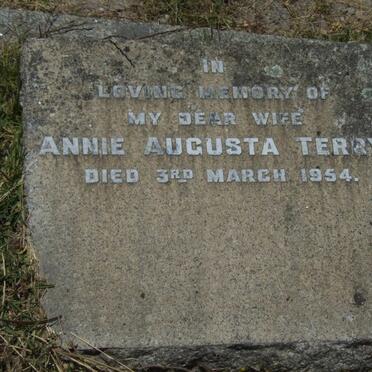 IN
LOVING MEMORY OF
MY DEAR WIFE
ANNIE AUGUSTA TERRY
DIED 3RD MARCH 1954.